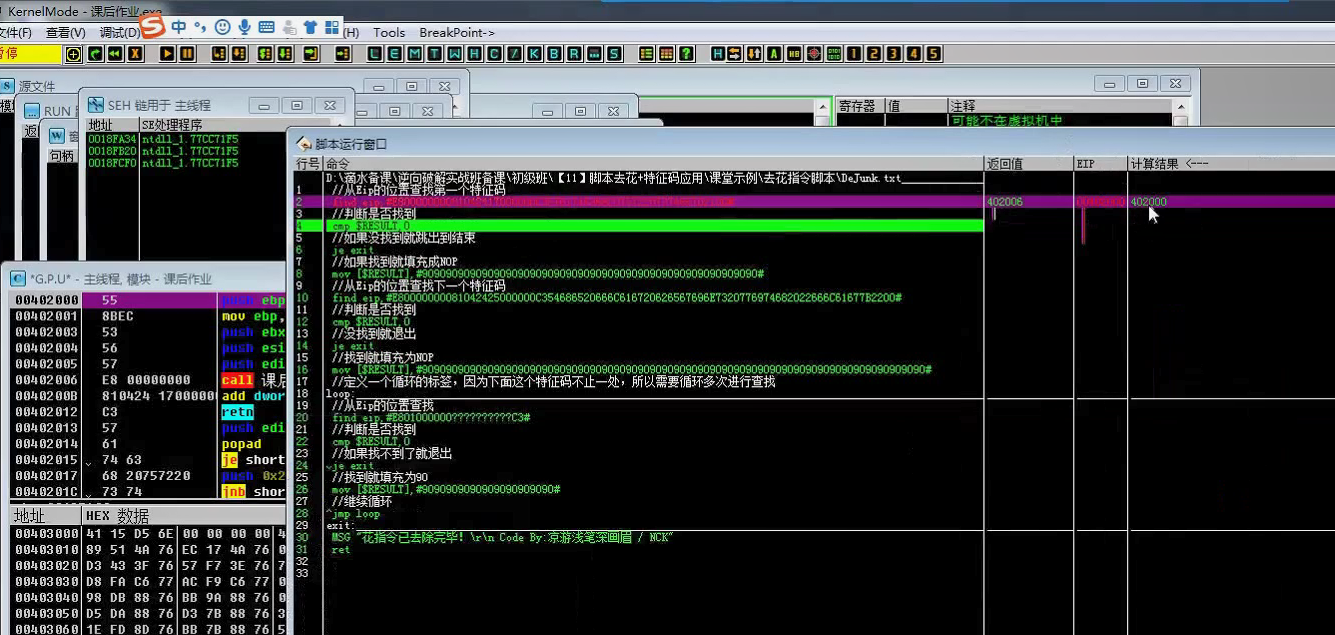 KernelMode - 课后作业.exe
文件(F) 查看(V) 调试(D) 中 (H) Tools BreakPoint->
暂停 L E M T W H C / K B R ... S ? H A HB 1 2 3 4 5
源文件
RUN
SEH 链用于 主线程
地址 SE处理程序
0018FA34 ntdll_1.77CC71F5
0018FB20 ntdll_1.77CC71F5
0018FCF0 ntdll_1.77CC71F5
句柄
寄存器 值 注释
可能不在虚拟机中
脚本运行窗口
行号 命令 返回值 EIP 计算结果 <---
D:\滴水备课\逆向破解实战班备课\初级班\【11】脚本去花+特征码应用\课堂示例\去花指令脚本\DeJunk.txt
1 //从Eip的位置查找第一个特征码
2 402006 402000
3 //判断是否找到
4 cmp $RESULT,0
5 //如果没找到就跳出到结束
6 je exit
7 //如果找到就填充成NOP
8
9 //从Eip的位置查找下一个特征码
10
11 //判断是否找到
12 cmp $RESULT,0
13 //没找到就退出
14 je exit
15 //找到就填充为NOP
16
17 //定义一个循环的标签，因为下面这个特征码不止一处，所以需要循环多次进行查找
18 loop:
19 //从Eip的位置查找
20 find eip,#E801000000??????????C3#
21 //判断是否找到
22 cmp $RESULT,0
23 //如果找不到了就退出
24 je exit
25 //找到就填充为90
26 mov [$RESULT],#9090909090909090909090#
27 //继续循环
28 ^jmp loop
29 exit:
30 MSG "花指令已去除完毕! \r\n Code By:凉游浅笔深画眉 / NCK"
31 ret
32
33
*G.P.U* - 主线程, 模块 - 课后作业
00402000 55 push ebp
00402001 8BEC mov ebp,
00402003 53 push ebx
00402004 56 push esi
00402005 57 push edi
00402006 E8 00000000 call 课后
0040200B 810424 1700000 add dwor
00402012 C3 retn
00402013 57 push edi
00402014 61 popad
00402015 74 63 je short
00402017 68 20757220 push 0x2
0040201C 73 74 jnb shor
地址 HEX 数据
00403000 41 15 D5 6E 00 00 00 00
00403010 89 51 4A 76 EC 17 4A 76
00403020 D3 43 3F 76 57 F7 3E 76
00403030 D8 FA C6 77 AC F9 C6 77
00403040 98 DB 88 76 BB 9A 88 76
00403050 D5 DA 88 76 D3 7B 88 76
00403060 1E FD 8D 76 BB 7B 88 76